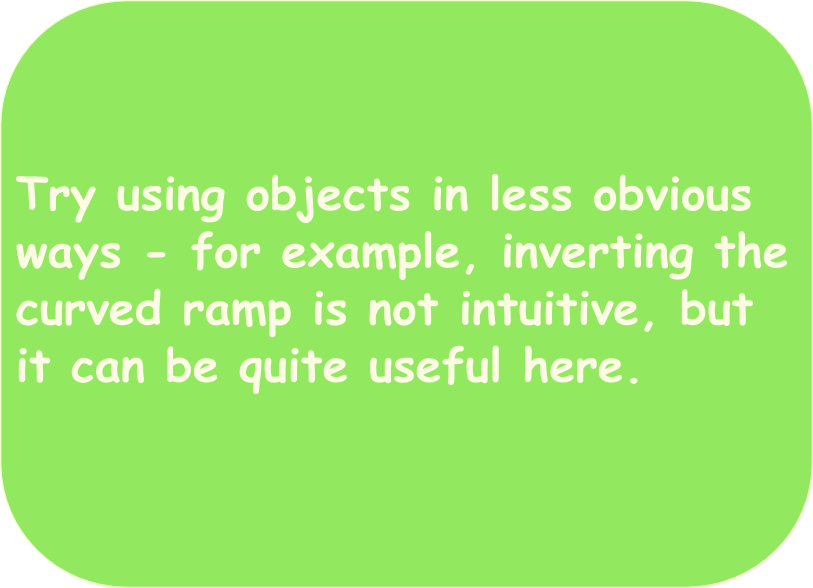 Try using objects in less obvious
ways - for example, inverting the
curved ramp is not intuitive, but
it can be quite useful here.